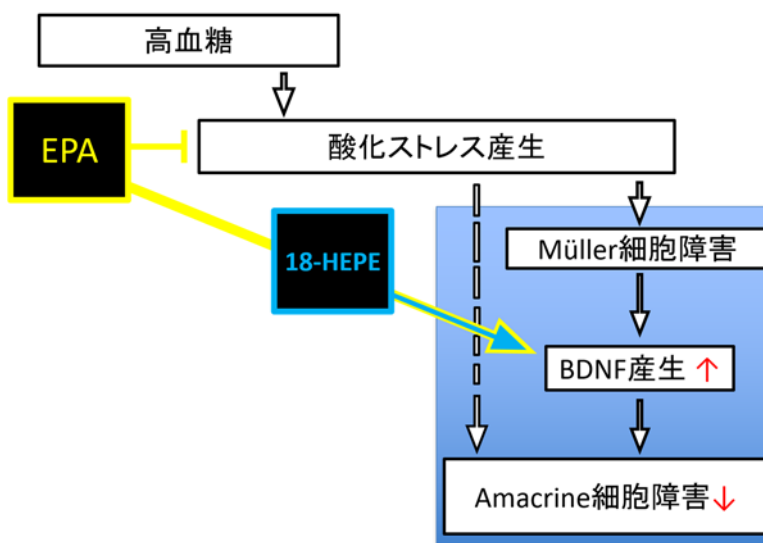 高血糖
EPA
酸化ストレス産生
18-HEPE
Müller細胞障害
BDNF産生 ↑
Amacrine細胞障害↓